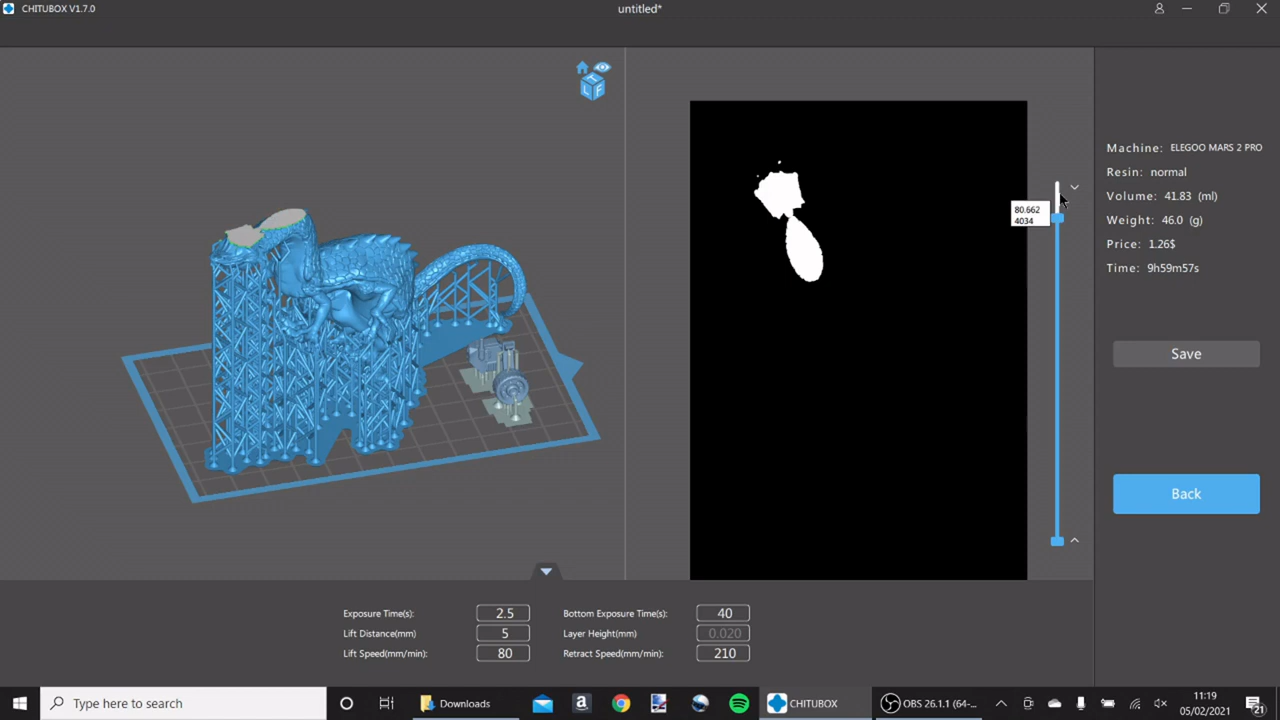 CHITUBOX V1.7.0
untitled*
T
L F
80.662
4034
Machine: ELEGOO MARS 2 PRO
Resin: normal
Volume: 41.83 (ml)
Weight: 46.0 (g)
Price: 1.26$
Time: 9h59m57s
Save
Back
Exposure Time(s): 2.5 Bottom Exposure Time(s): 40
Lift Distance(mm) 5 Layer Height(mm) 0.020
Lift Speed(mm/min): 80 Retract Speed(mm/min): 210
Type here to search
Downloads
a
CHITUBOX
OBS 26.1.1 (64-...
11:19
05/02/2021
21